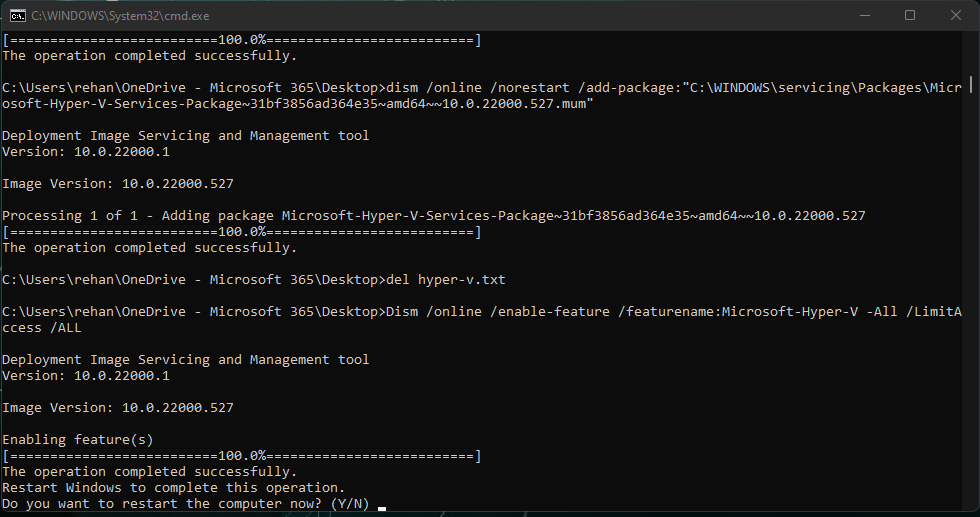 C:\WINDOWS\System32\cmd.exe
[==========================100.0%==========================]
The operation completed successfully.
C:\Users\rehan\OneDrive - Microsoft 365\Desktop>dism /online /norestart /add-package:"C:\WINDOWS\servicing\Packages\Micr
osoft-Hyper-V-Services-Package~31bf3856ad364e35~amd64~~10.0.22000.527.mum"
Deployment Image Servicing and Management tool
Version: 10.0.22000.1
Image Version: 10.0.22000.527
Processing 1 of 1 - Adding package Microsoft-Hyper-V-Services-Package~31bf3856ad364e35~amd64~~10.0.22000.527
[==========================100.0%==========================]
The operation completed successfully.
C:\Users\rehan\OneDrive - Microsoft 365\Desktop>del hyper-v.txt
C:\Users\rehan\OneDrive - Microsoft 365\Desktop>Dism /online /enable-feature /featurename:Microsoft-Hyper-V -All /LimitA
ccess /ALL
Deployment Image Servicing and Management tool
Version: 10.0.22000.1
Image Version: 10.0.22000.527
Enabling feature(s)
[==========================100.0%==========================]
The operation completed successfully.
Restart Windows to complete this operation.
Do you want to restart the computer now? (Y/N)